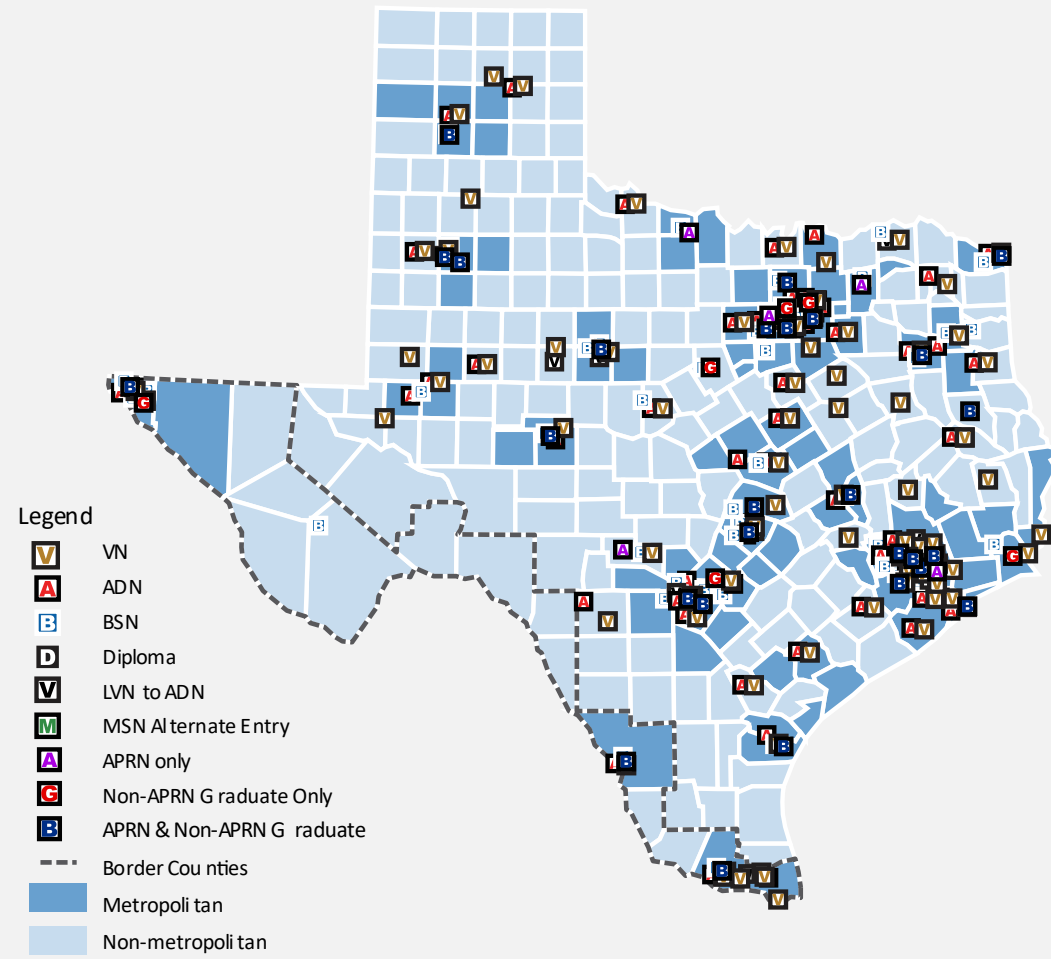 Legend
V VN
A ADN
B BSN
D Diploma
V LVN to ADN
M MSN Alternate Entry
A APRN only
G Non-APRN Graduate Only
B APRN & Non-APRN Graduate
Border Counties
Metropolitan
Non-metropolitan